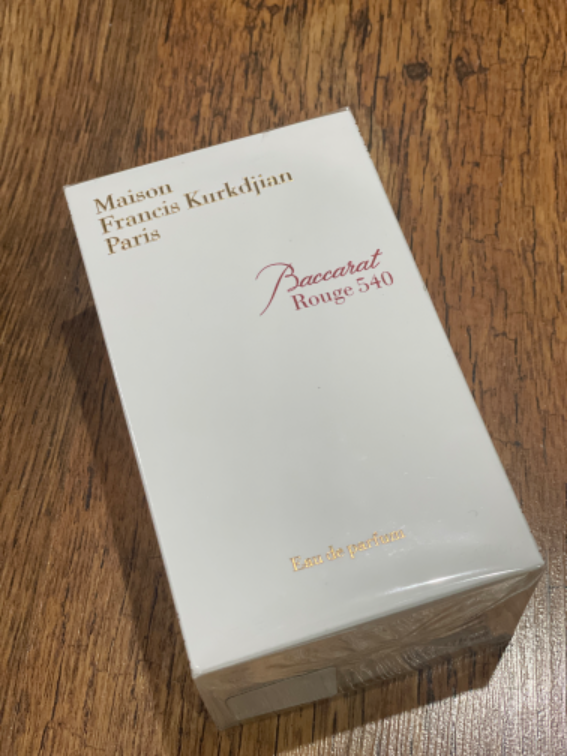 Maison
Francis Kurkdjian
Paris
Baccarat
Rouge 540
Eau de parfum